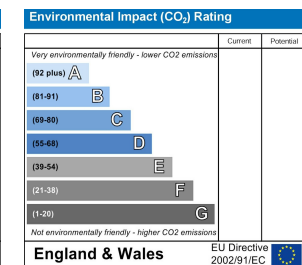 Environmental Impact (CO₂) Rating
Current Potential
Very environmentally friendly - lower CO2 emissions
(92 plus) A
(81-91) B
(69-80) C
(55-68) D
(39-54) E
(21-38) F
(1-20) G
Not environmentally friendly - higher CO2 emissions
England & Wales
EU Directive
2002/91/EC